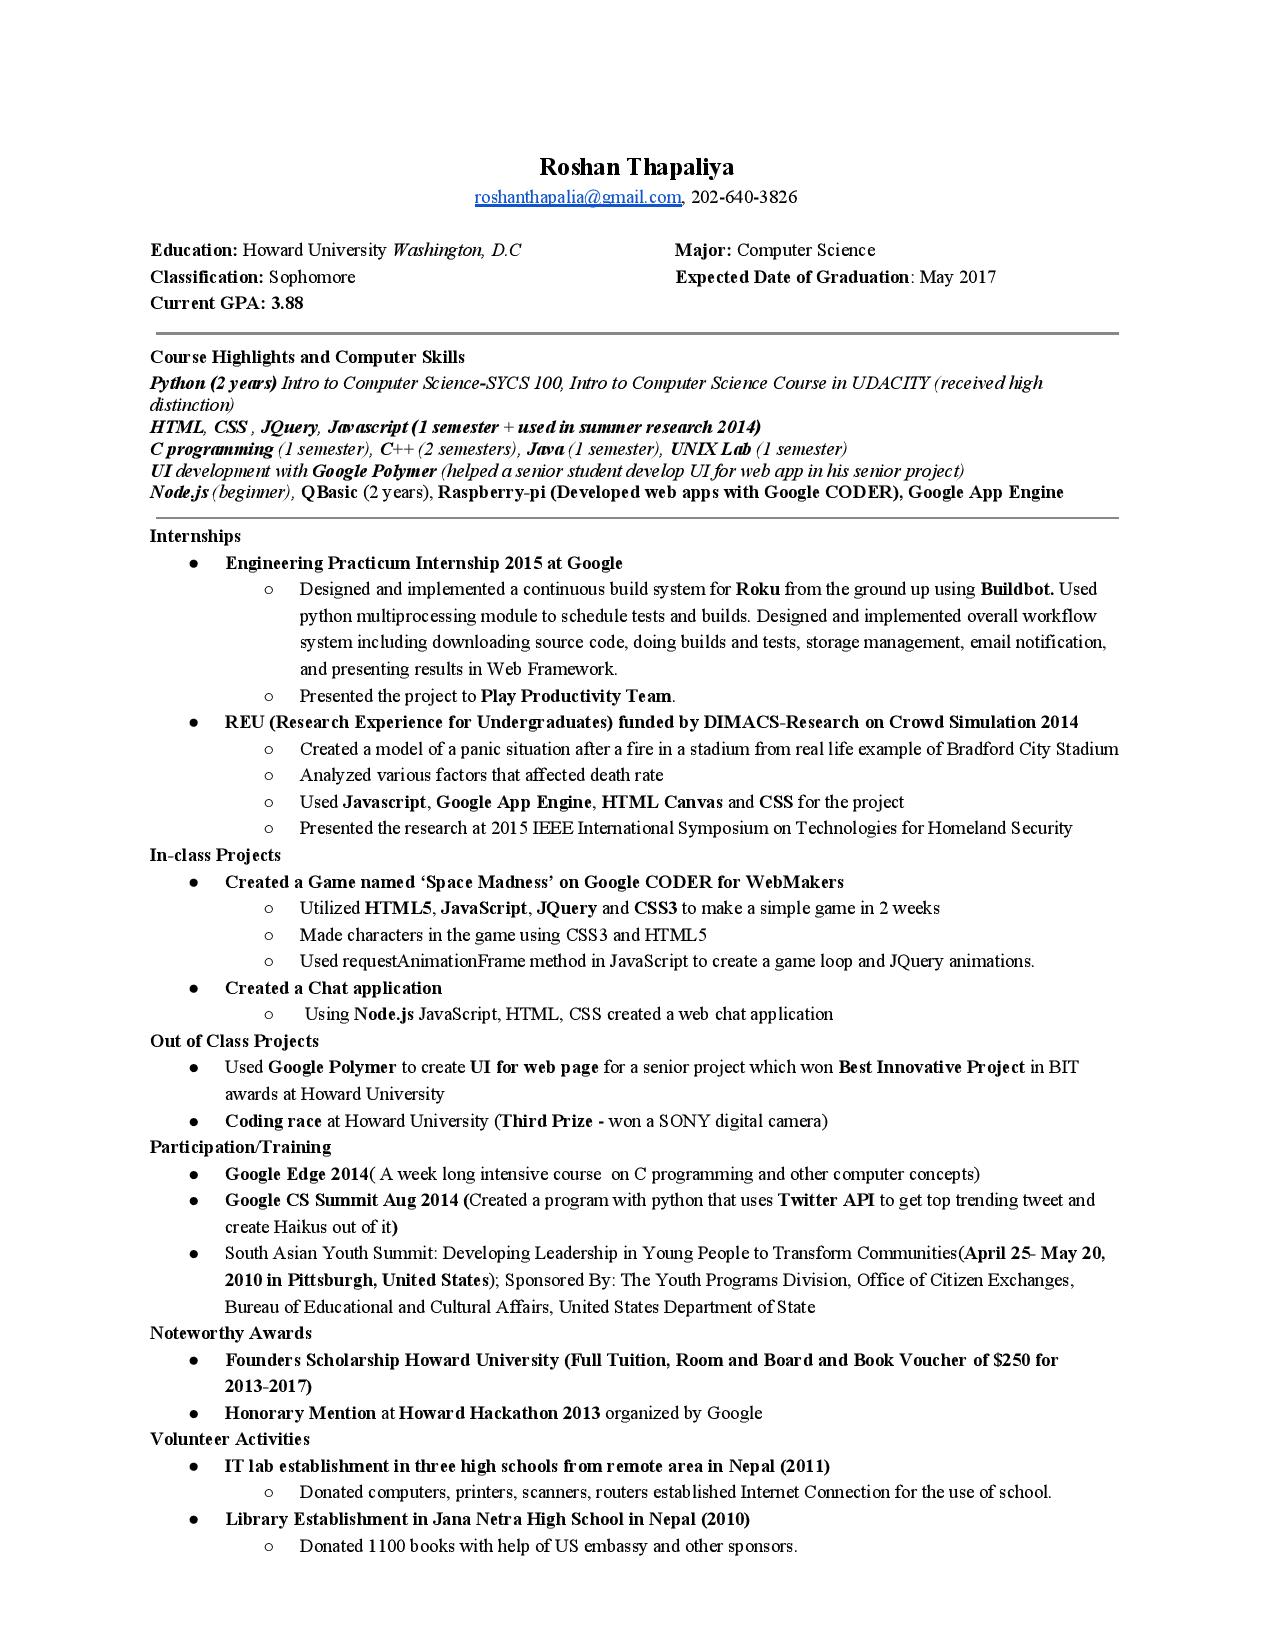 Roshan Thapaliya
roshanthapalia@gmail.com, 202-640-3826
Education: Howard University Washington, D.C Major: Computer Science
Classification: Sophomore Expected Date of Graduation: May 2017
Current GPA: 3.88
Course Highlights and Computer Skills
Python (2 years) Intro to Computer Science-SYCS 100, Intro to Computer Science Course in UDACITY (received high
distinction)
HTML, CSS , JQuery, Javascript (1 semester + used in summer research 2014)
C programming (1 semester), C++ (2 semesters), Java (1 semester), UNIX Lab (1 semester)
UI development with Google Polymer (helped a senior student develop UI for web app in his senior project)
Node.js (beginner), QBasic (2 years), Raspberry-pi (Developed web apps with Google CODER), Google App Engine
Internships
● Engineering Practicum Internship 2015 at Google
○ Designed and implemented a continuous build system for Roku from the ground up using Buildbot. Used
python multiprocessing module to schedule tests and builds. Designed and implemented overall workflow
system including downloading source code, doing builds and tests, storage management, email notification,
and presenting results in Web Framework.
○ Presented the project to Play Productivity Team.
● REU (Research Experience for Undergraduates) funded by DIMACS-Research on Crowd Simulation 2014
○ Created a model of a panic situation after a fire in a stadium from real life example of Bradford City Stadium
○ Analyzed various factors that affected death rate
○ Used Javascript, Google App Engine, HTML Canvas and CSS for the project
○ Presented the research at 2015 IEEE International Symposium on Technologies for Homeland Security
In-class Projects
● Created a Game named ‘Space Madness’ on Google CODER for WebMakers
○ Utilized HTML5, JavaScript, JQuery and CSS3 to make a simple game in 2 weeks
○ Made characters in the game using CSS3 and HTML5
○ Used requestAnimationFrame method in JavaScript to create a game loop and JQuery animations.
● Created a Chat application
○ Using Node.js JavaScript, HTML, CSS created a web chat application
Out of Class Projects
● Used Google Polymer to create UI for web page for a senior project which won Best Innovative Project in BIT
awards at Howard University
● Coding race at Howard University (Third Prize - won a SONY digital camera)
Participation/Training
● Google Edge 2014( A week long intensive course on C programming and other computer concepts)
● Google CS Summit Aug 2014 (Created a program with python that uses Twitter API to get top trending tweet and
create Haikus out of it)
● South Asian Youth Summit: Developing Leadership in Young People to Transform Communities(April 25- May 20,
2010 in Pittsburgh, United States); Sponsored By: The Youth Programs Division, Office of Citizen Exchanges,
Bureau of Educational and Cultural Affairs, United States Department of State
Noteworthy Awards
● Founders Scholarship Howard University (Full Tuition, Room and Board and Book Voucher of $250 for
2013-2017)
● Honorary Mention at Howard Hackathon 2013 organized by Google
Volunteer Activities
● IT lab establishment in three high schools from remote area in Nepal (2011)
○ Donated computers, printers, scanners, routers established Internet Connection for the use of school.
● Library Establishment in Jana Netra High School in Nepal (2010)
○ Donated 1100 books with help of US embassy and other sponsors.